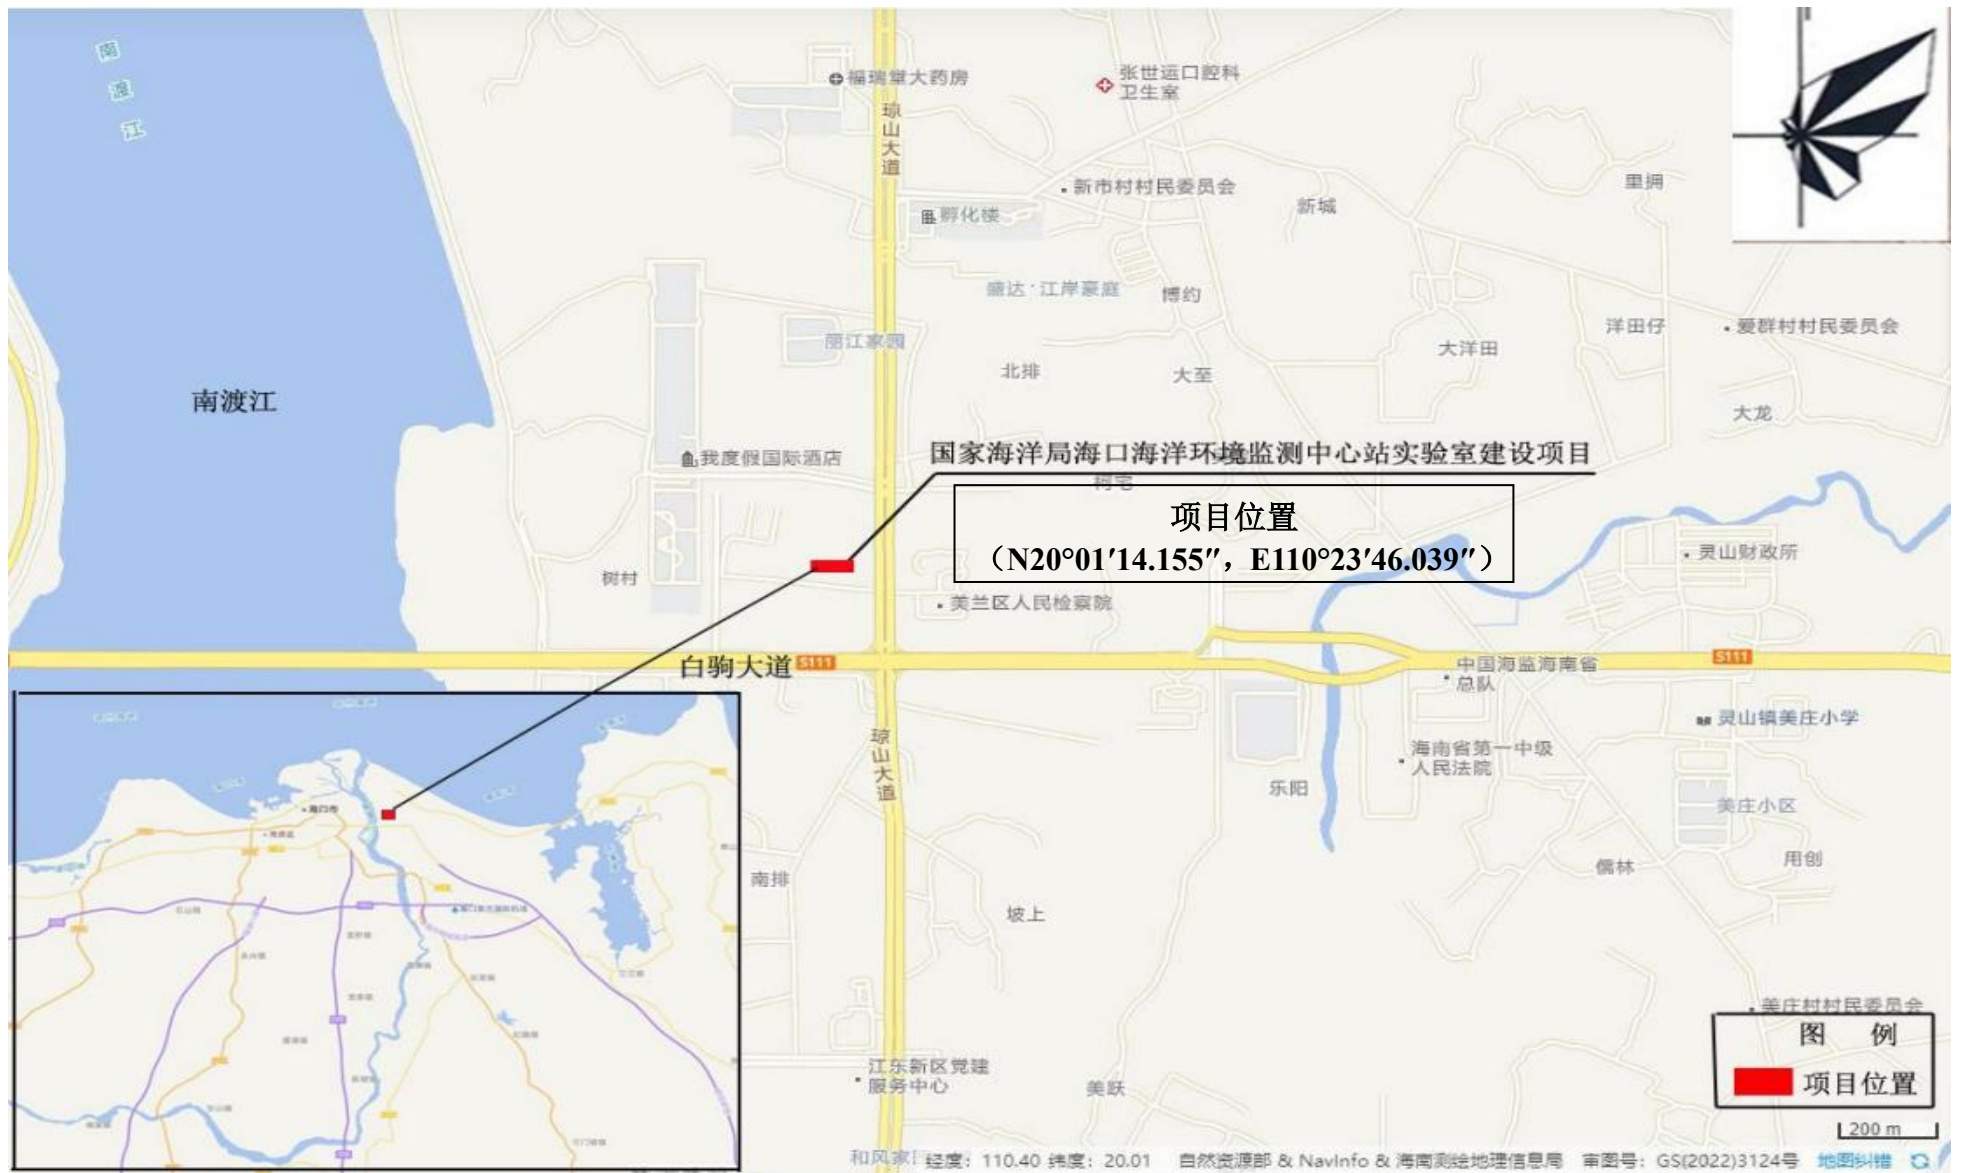 南渡江
福瑞堂大药房
张世运口腔科
卫生室
琼山大道
新市村村民委员会
里拥
新城
孵化楼
盛达·江岸豪庭
博约
洋田仔
爱群村村民委员会
丽江家园
大洋田
北排
大至
南渡江
大龙
我度假国际酒店
国家海洋局海口海洋环境监测中心站实验室建设项目
项目位置
（N20°01′14.155″，E110°23′46.039″）
灵山财政所
树村
美兰区人民检察院
白驹大道
S111
S111
中国海监海南省
总队
灵山镇美庄小学
琼山大道
海南省第一中级
人民法院
乐阳
美庄小区
海口市
用创
儒林
南排
坡上
美庄村村民委员会
图 例
项目位置
江东新区党建
服务中心
美跃
200 m
经度：110.40 纬度：20.01
自然资源部 & NavInfo & 海南测绘地理信息局
审图号：GS(2022)3124号
地图纠错